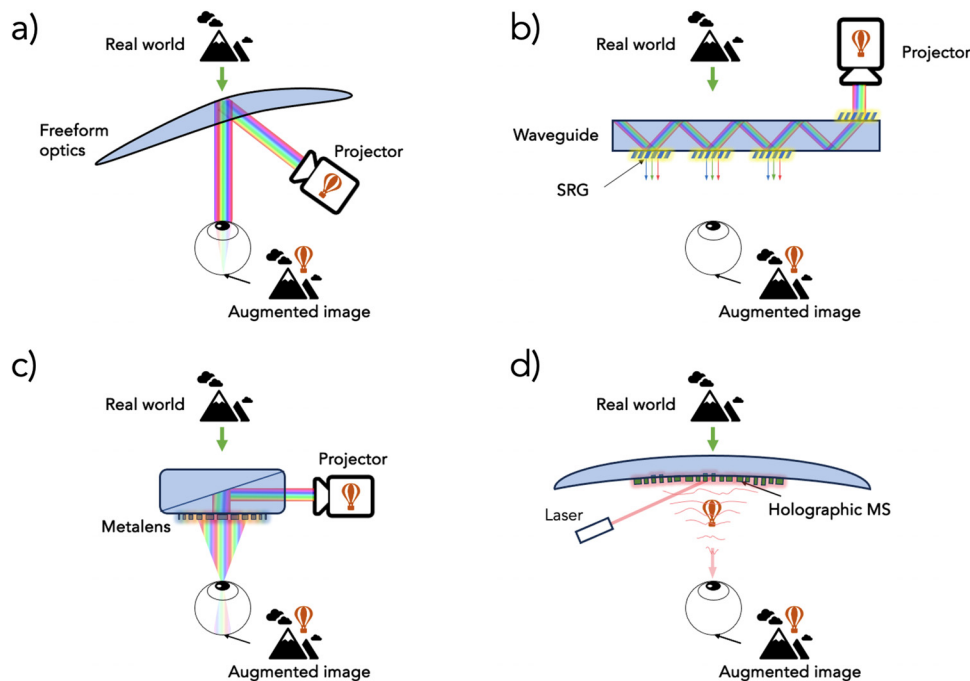 a)
Real world
Freeform
optics
Projector
Augmented image
b)
Real world
Projector
Waveguide
SRG
Augmented image
c)
Real world
Projector
Metalens
Augmented image
d)
Real world
Laser
Holographic MS
Augmented image